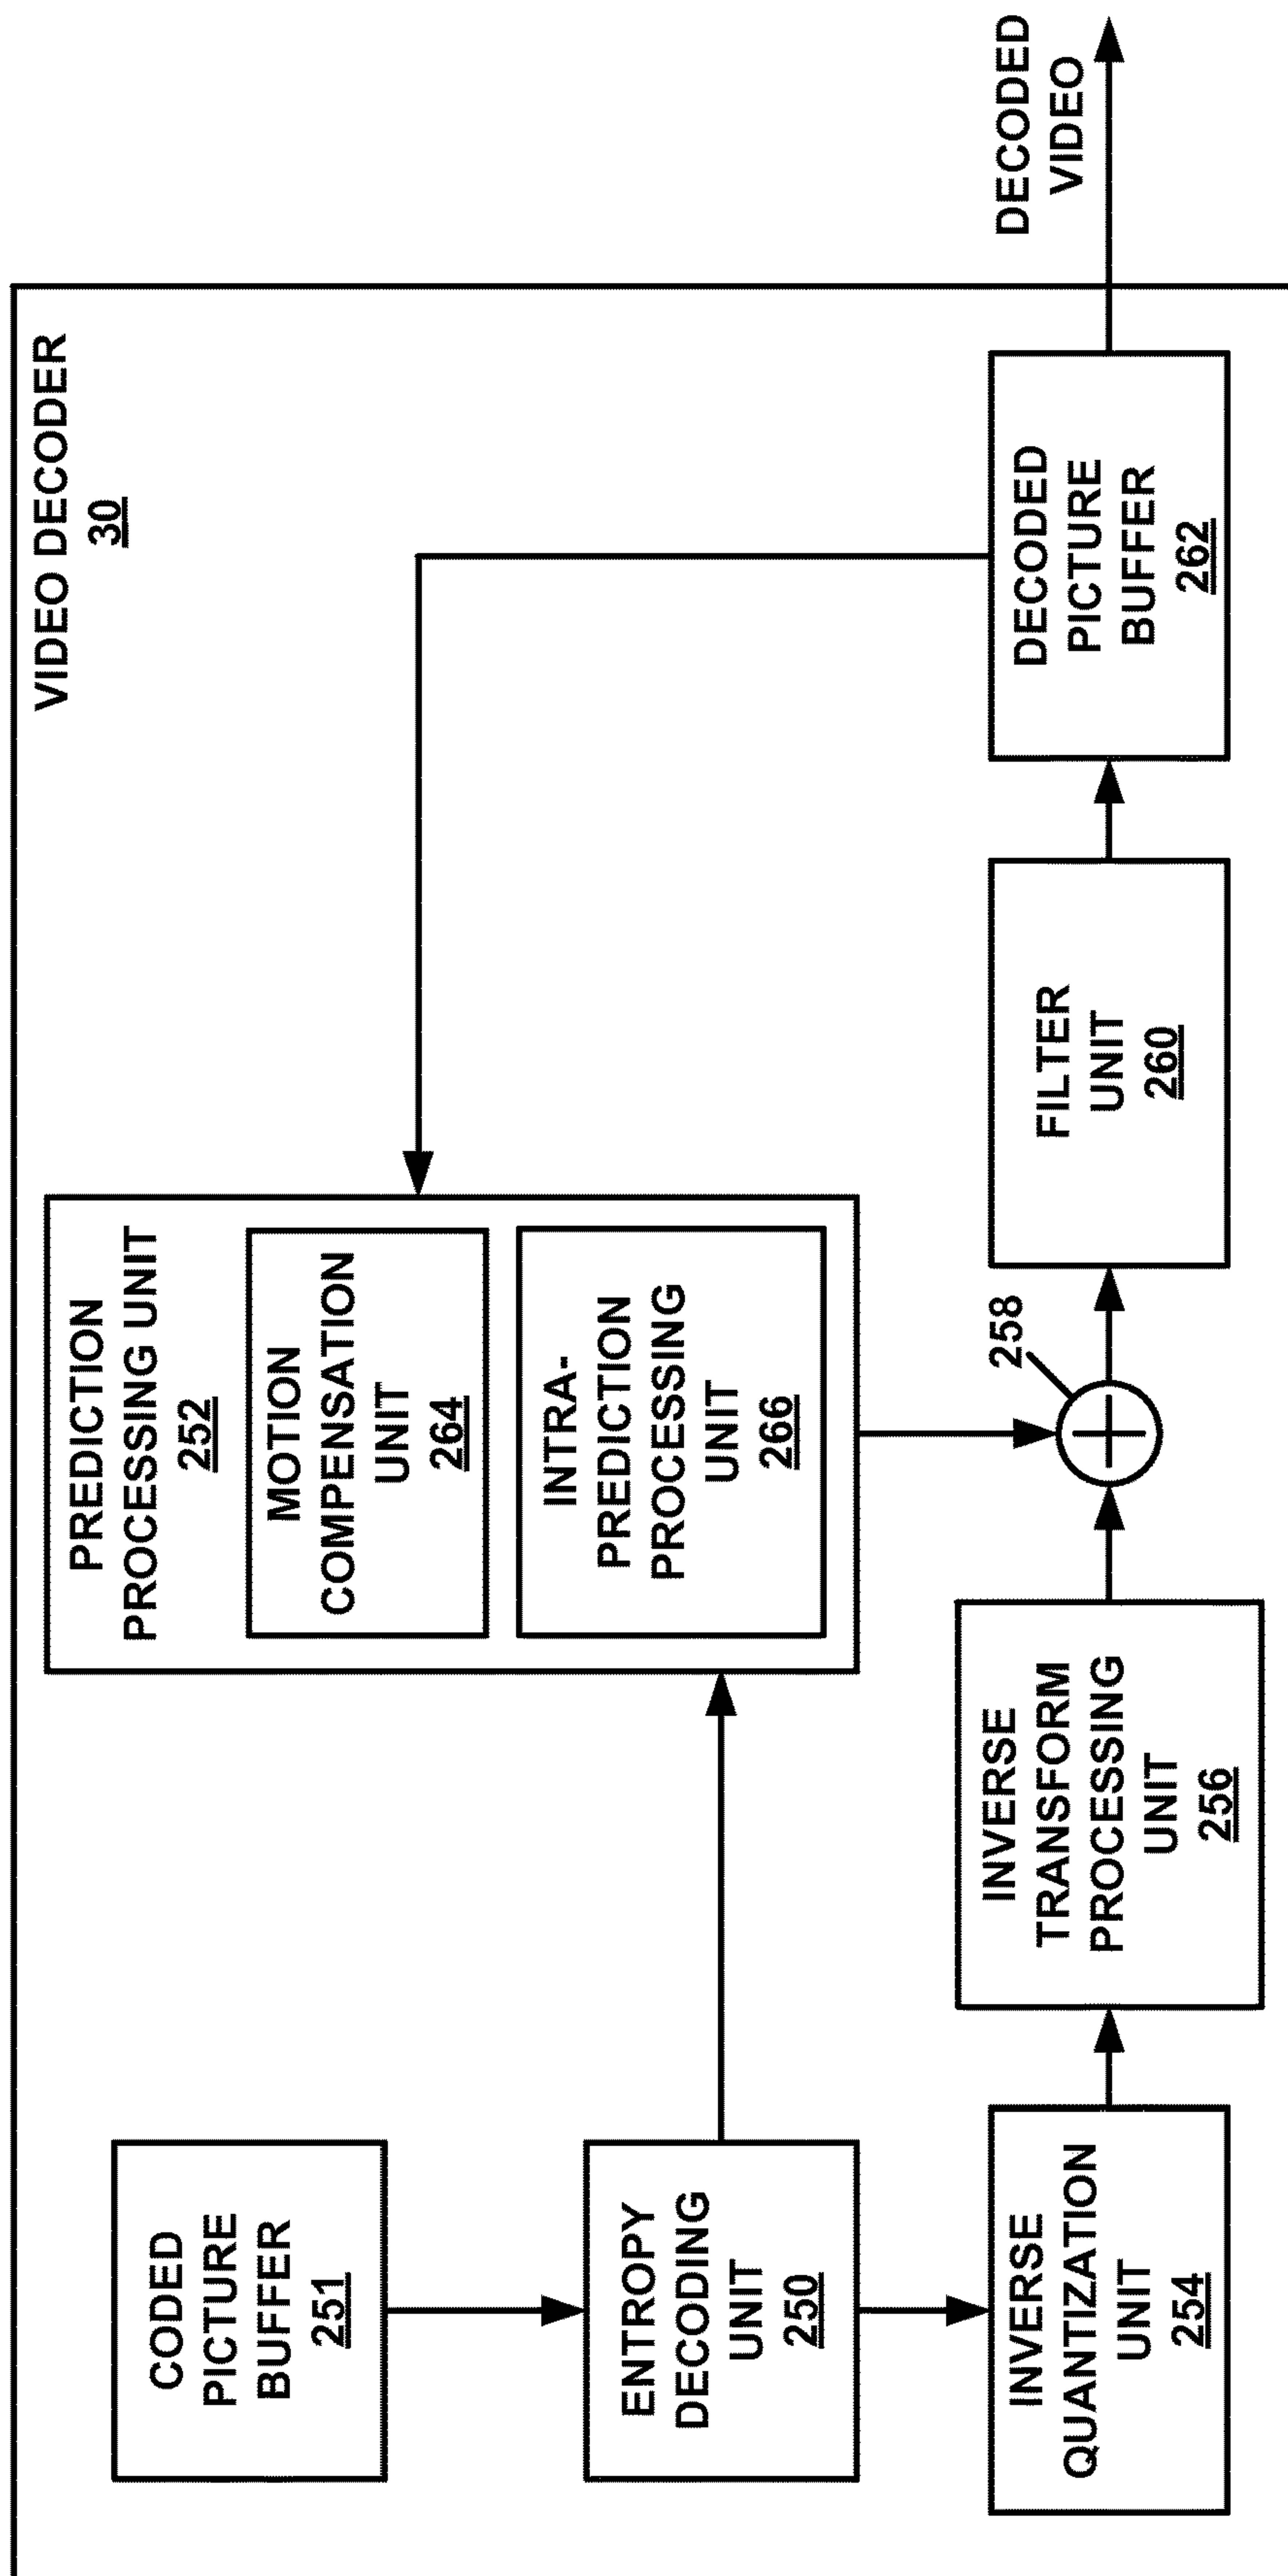 VIDEO DECODER
30
CODED
PICTURE
BUFFER
251
ENTROPY
DECODING
UNIT
250
PREDICTION
PROCESSING UNIT
252
MOTION
COMPENSATION
UNIT
264
INTRA-
PREDICTION
PROCESSING
UNIT
266
INVERSE
QUANTIZATION
UNIT
254
INVERSE
TRANSFORM
PROCESSING
UNIT
256
258
FILTER
UNIT
260
DECODED
PICTURE
BUFFER
262
DECODED
VIDEO